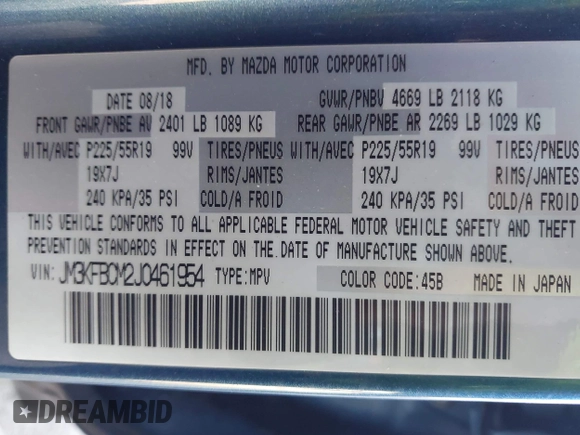 MFD. BY MAZDA MOTOR CORPORATION
DATE 08/18 GVWR/PNBV 4669 LB 2118 KG
FRONT GAWR/PNBE AV 2401 LB 1089 KG REAR GAWR/PNBE AR 2269 LB 1029 KG
WITH/AVEC P225/55R19 99V TIRES/PNEUS WITH/AVEC P225/55R19 99V TIRES/PNEUS
19X7J RIMS/JANTES 19X7J RIMS/JANTES
240 KPA/35 PSI COLD/A FROID 240 KPA/35 PSI COLD/A FROID
THIS VEHICLE CONFORMS TO ALL APPLICABLE FEDERAL MOTOR VEHICLE SAFETY AND THEFT
PREVENTION STANDARDS IN EFFECT ON THE DATE OF MANUFACTURE SHOWN ABOVE.
VIN: JM3KFBCM2J0461954 TYPE:MPV COLOR CODE:45B MADE IN JAPAN
DREAMBID